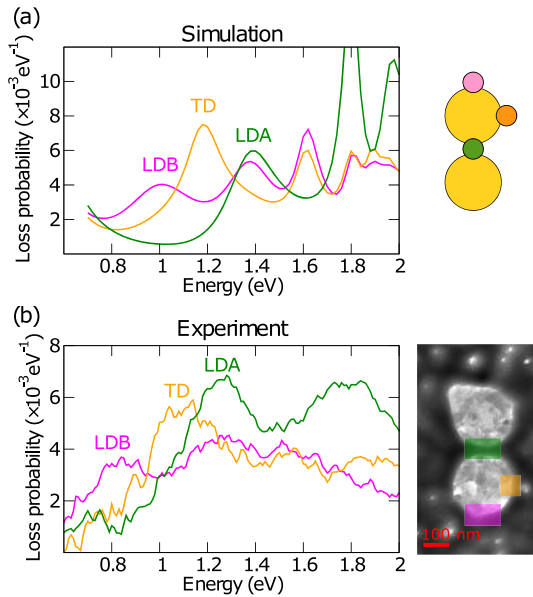 (a)
Simulation
Loss probability (×10⁻³eV⁻¹)
10
8
6
4
2
LDB
TD
LDA
0.8 1 1.2 1.4 1.6 1.8 2
Energy (eV)
(b)
Experiment
Loss probability (×10⁻³eV⁻¹)
8
6
4
2
LDB
TD
LDA
0.8 1 1.2 1.4 1.6 1.8 2
Energy (eV)
100 nm